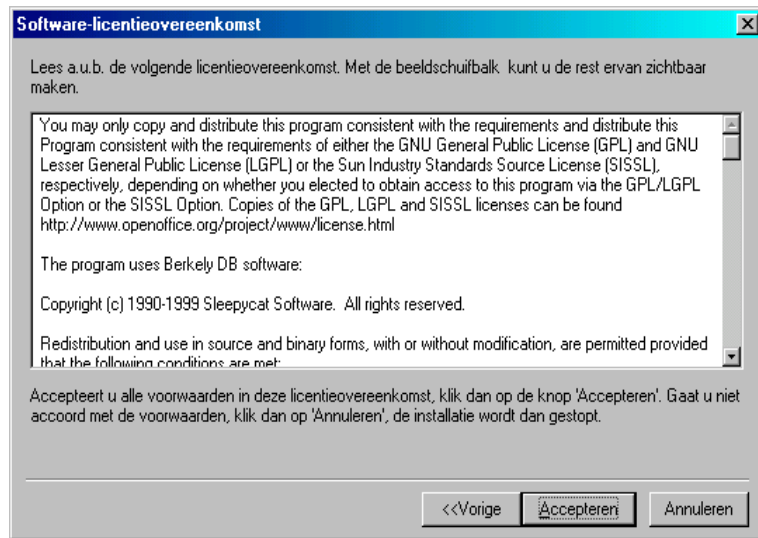 Software-licentieovereenkomst
Lees a.u.b. de volgende licentieovereenkomst. Met de beeldschuifbalk kunt u de rest ervan zichtbaar
maken.
You may only copy and distribute this program consistent with the requirements and distribute this
Program consistent with the requirements of either the GNU General Public License (GPL) and GNU
Lesser General Public License (LGPL) or the Sun Industry Standards Source License (SISSL),
respectively, depending on whether you elected to obtain access to this program via the GPL/LGPL
Option or the SISSL Option. Copies of the GPL, LGPL and SISSL licenses can be found
http://www.openoffice.org/project/www/license.html
The program uses Berkely DB software:
Copyright (c) 1990-1999 Sleepycat Software. All rights reserved.
Redistribution and use in source and binary forms, with or without modification, are permitted provided
that the following conditions are met:
Accepteert u alle voorwaarden in deze licentieovereenkomst, klik dan op de knop 'Accepteren'. Gaat u niet
accoord met de voorwaarden, klik dan op 'Annuleren', de installatie wordt dan gestopt.
<<Vorige Accepteren Annuleren